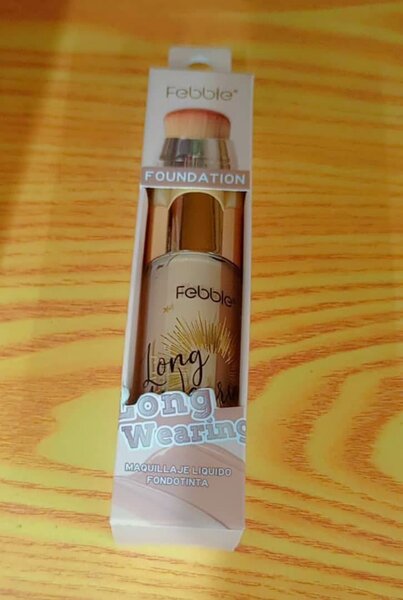 Febble®
FOUNDATION
Febble®
Long
Long
Wearing
MAQUILLAJE LIQUIDO
FONDOTINTA